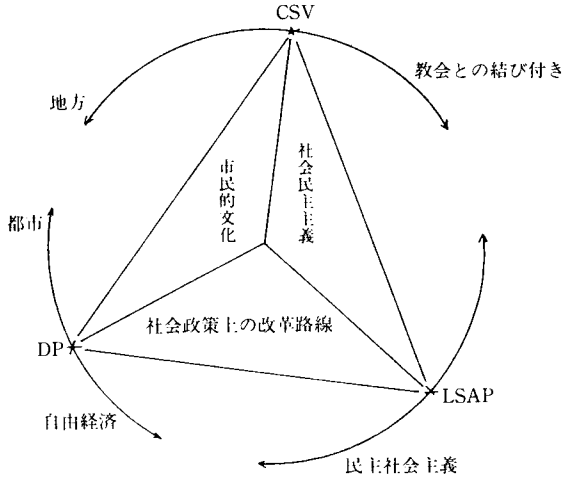 CSV
教会との結び付き
地方
市民的文化
社会民主主義
都市
社会政策上の改革路線
DP
LSAP
自由経済
民主社会主義